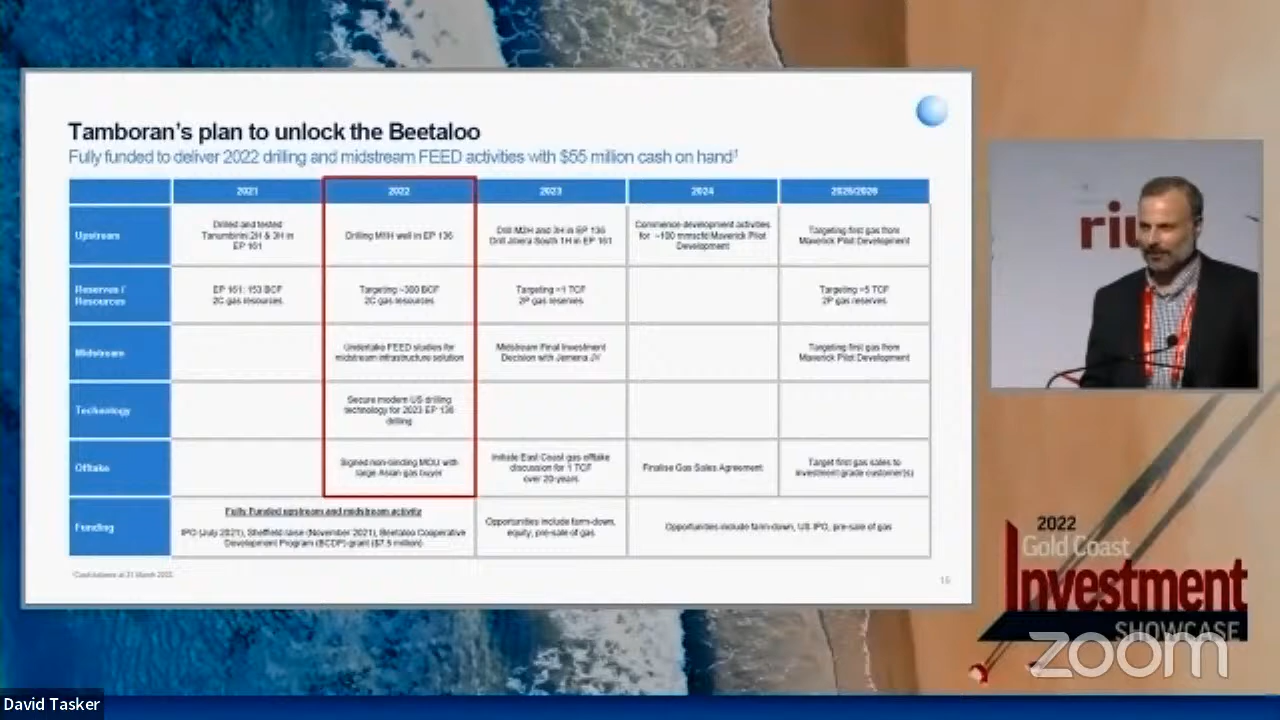 Tamboran's plan to unlock the Beetaloo
Fully funded to deliver 2022 drilling and midstream FEED activities with $55 million cash on hand¹
2021
2022
2023
2024
2025/2026
Upstream
Drilled and tested
Tanumbirini 2H & 3H in
EP 161
Drilling M1H well in EP 136
Drill M2H and 3H in EP 136
Drill Jibera South 1H in EP 161
Commence development activities
for ~100 mmscfd Maverick Pilot
Development
Targeting first gas from
Maverick Pilot Development
Reserves /
Resources
EP 161: 153 BCF
2C gas resources
Targeting ~300 BCF
2C gas resources
Targeting >1 TCF
2P gas reserves
Targeting >5 TCF
2P gas reserves
Midstream
Undertake FEED studies for
midstream infrastructure solution
Midstream Final Investment
Decision with Jemena JV
Targeting first gas from
Maverick Pilot Development
Technology
Secure modern US drilling
technology for 2023 EP 136
drilling
Offtake
Signed non-binding MOU with
large Asian gas buyer
Initiate East Coast gas offtake
discussion for 1 TCF
over 20-years
Finalise Gas Sales Agreement
Target first gas sales to
investment grade customer(s)
Funding
Fully Funded upstream and midstream activity
IPO (July 2021), Sheffield raise (November 2021), Beetaloo Cooperative
Development Program (BCDP) grant ($7.5 million)
Opportunities include farm-down,
equity, pre-sale of gas
Opportunities include farm-down, US IPO, pre-sale of gas
Cash balance at 31 March 2022
15
riu
2022
Gold Coast
Investment
SHOWCASE
zoom
David Tasker